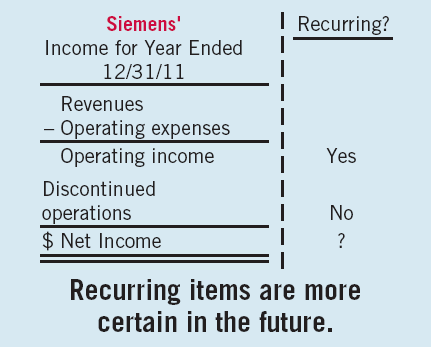 Siemens' Recurring?
Income for Year Ended
12/31/11
Revenues
– Operating expenses
Operating income Yes
Discontinued
operations No
$ Net Income ?
Recurring items are more
certain in the future.